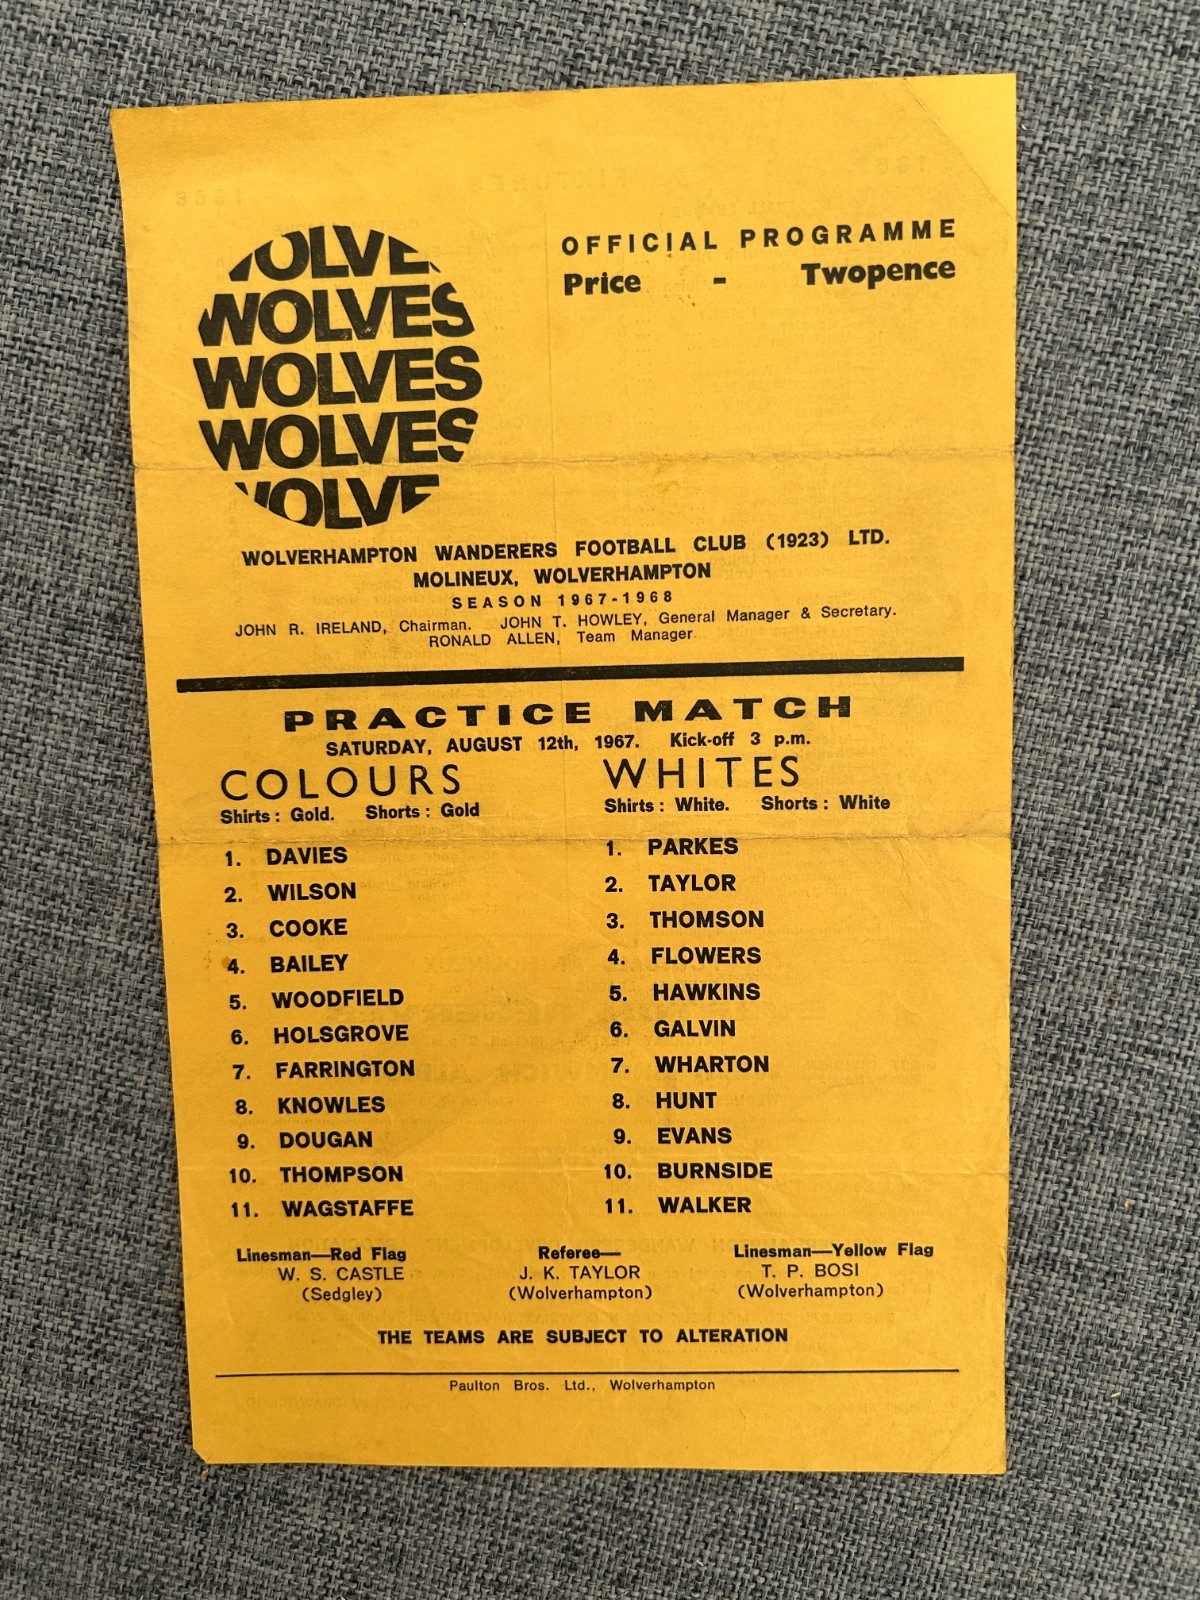 WOLVES
WOLVES
WOLVES
WOLVES
WOLVE
OFFICIAL PROGRAMME
Price - Twopence
WOLVERHAMPTON WANDERERS FOOTBALL CLUB (1923) LTD.
MOLINEUX, WOLVERHAMPTON
SEASON 1967-1968
JOHN R. IRELAND, Chairman. JOHN T. HOWLEY, General Manager & Secretary.
RONALD ALLEN, Team Manager
PRACTICE MATCH
SATURDAY, AUGUST 12th, 1967. Kick-off 3 p.m.
COLOURS
Shirts: Gold. Shorts: Gold
1. DAVIES
2. WILSON
3. COOKE
4. BAILEY
5. WOODFIELD
6. HOLSGROVE
7. FARRINGTON
8. KNOWLES
9. DOUGAN
10. THOMPSON
11. WAGSTAFFE
WHITES
Shirts: White. Shorts: White
1. PARKES
2. TAYLOR
3. THOMSON
4. FLOWERS
5. HAWKINS
6. GALVIN
7. WHARTON
8. HUNT
9. EVANS
10. BURNSIDE
11. WALKER
Linesman—Red Flag
W. S. CASTLE
(Sedgley)
Referee—
J. K. TAYLOR
(Wolverhampton)
Linesman—Yellow Flag
T. P. BOSI
(Wolverhampton)
THE TEAMS ARE SUBJECT TO ALTERATION
Paulton Bros. Ltd., Wolverhampton